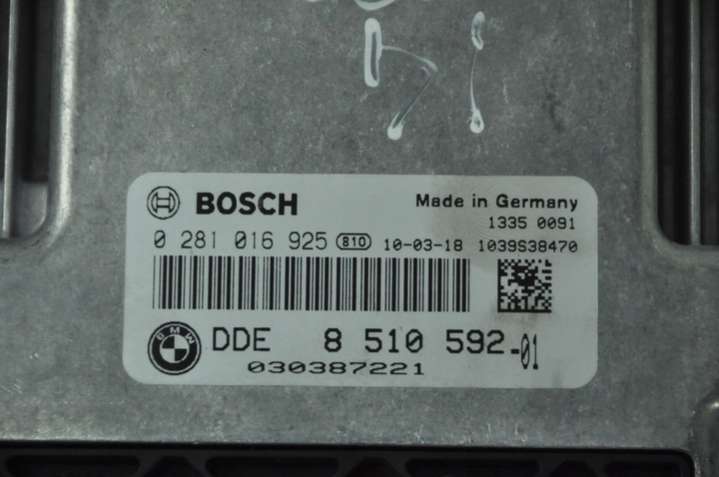 BOSCH Made in Germany
1335 0091
0 281 016 925 810 10-03-18 1039S38470
BMW DDE 8 510 592-01
030387221